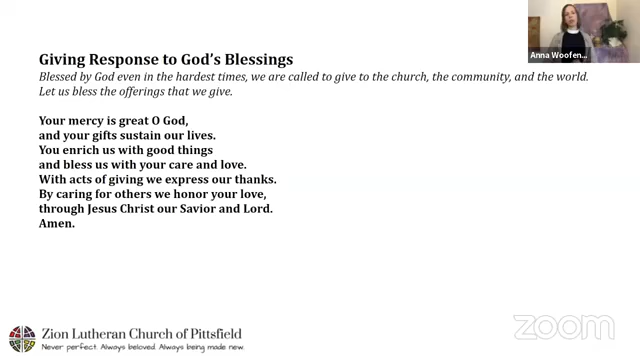 Giving Response to God's Blessings
Blessed by God even in the hardest times, we are called to give to the church, the community, and the world.
Let us bless the offerings that we give.
Your mercy is great O God,
and your gifts sustain our lives.
You enrich us with good things
and bless us with your care and love.
With acts of giving we express our thanks.
By caring for others we honor your love,
through Jesus Christ our Savior and Lord.
Amen.
Anna Woofen...
Zion Lutheran Church of Pittsfield
Never perfect. Always beloved. Always being made new.
zoom